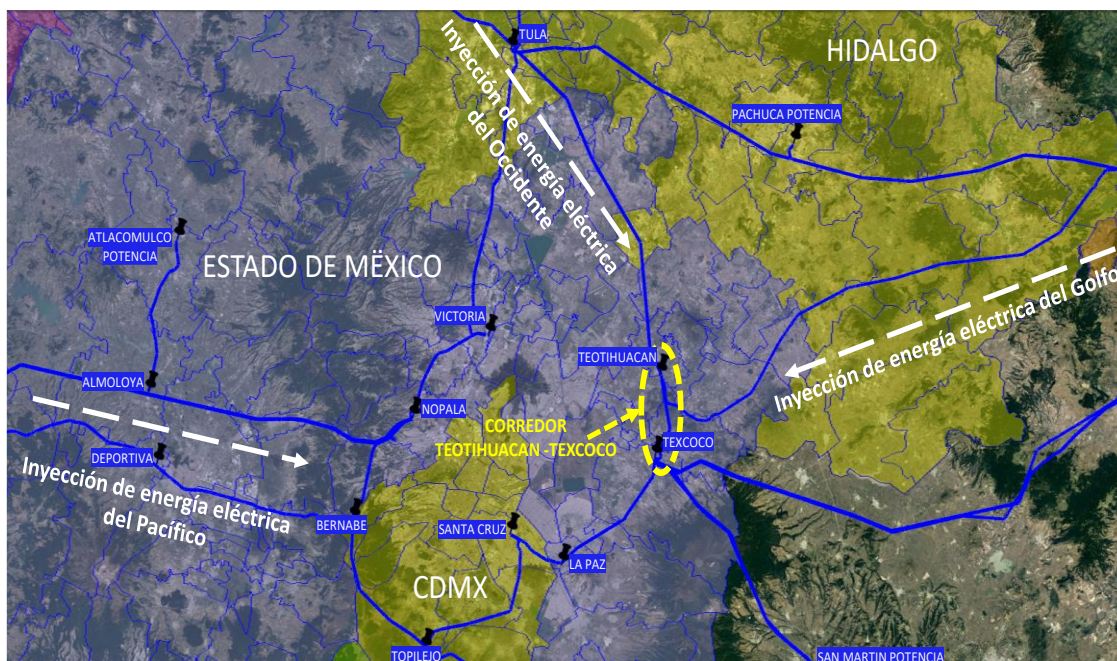 TULA
HIDALGO
Inyección de energía eléctrica
del Occidente
PACHUCA POTENCIA
ATLACOMULCO
POTENCIA
ESTADO DE MËXICO
VICTORIA
Inyección de energía eléctrica del Golfo
TEOTIHUACAN
ALMOLOYA
NOPALA
CORREDOR
TEOTIHUACAN -TEXCOCO
TEXCOCO
DEPORTIVA
Inyección de energía eléctrica
del Pacífico
BERNABE
SANTA CRUZ
LA PAZ
CDMX
TOPILEJO
SAN MARTIN POTENCIA